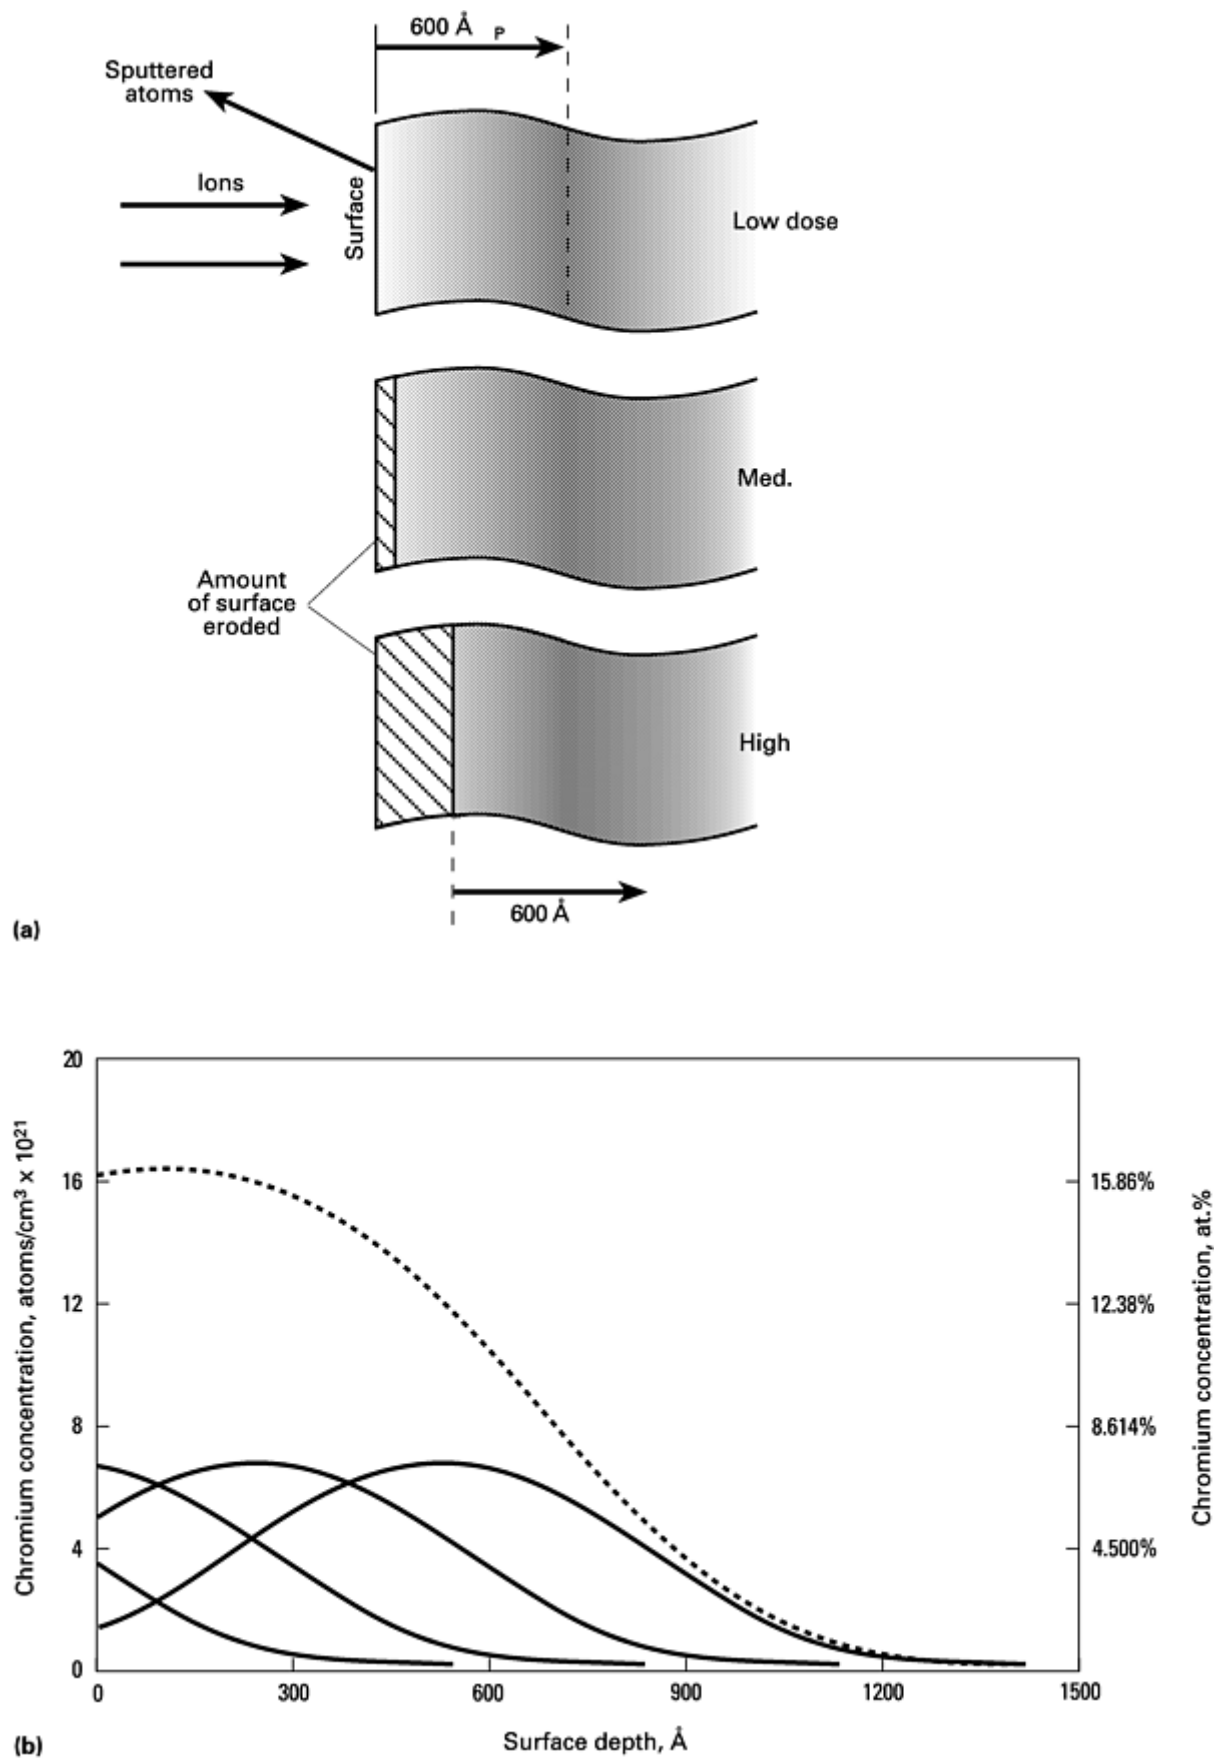 600 Å P
Sputtered
atoms
Ions
Surface
Low dose
Med.
Amount
of surface
eroded
High
600 Å
(a)
20
16
12
8
4
0
Chromium concentration, atoms/cm³ x 10²¹
15.86%
12.38%
8.614%
4.500%
Chromium concentration, at.%
0 300 600 900 1200 1500
Surface depth, Å
(b)